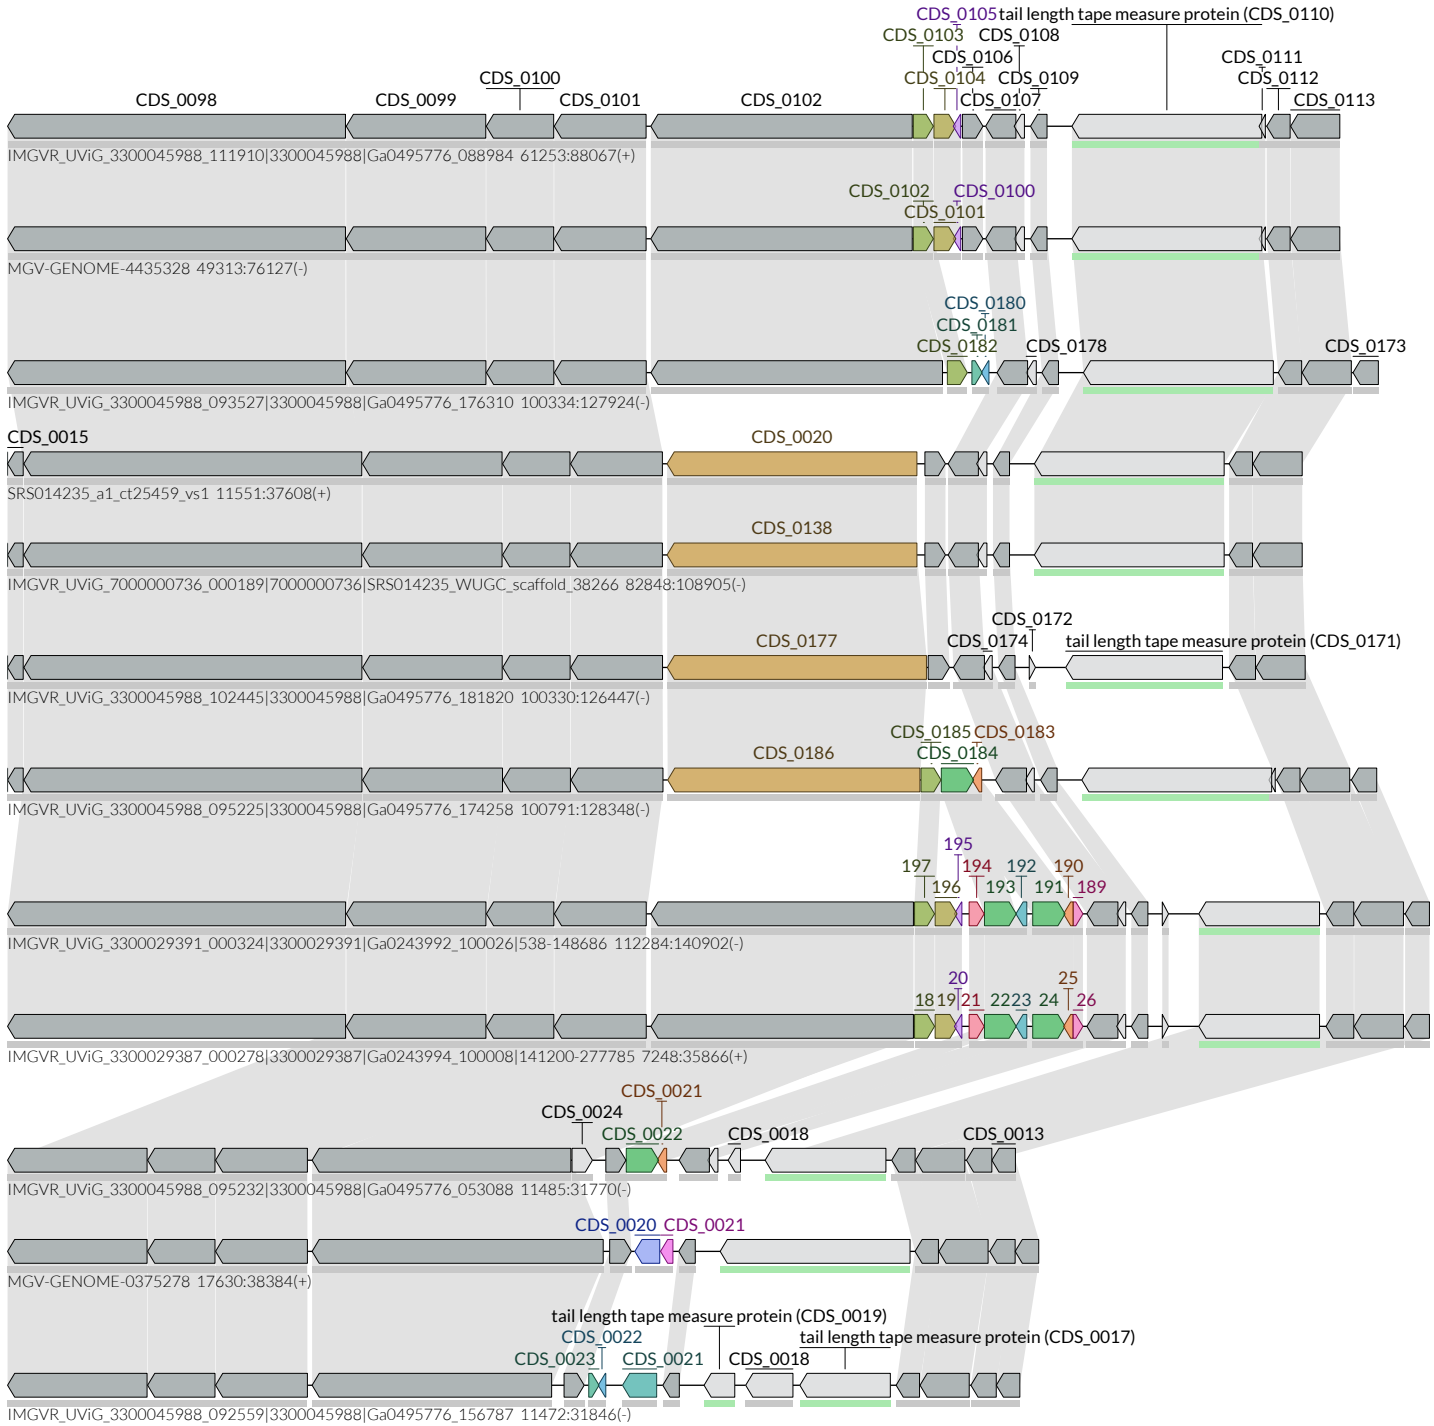 CDS_0105 tail length tape measure protein (CDS_0110)
CDS_0103 CDS_0108
CDS_0106 CDS_0111
CDS_0100 CDS_0104 CDS_0109 CDS_0112
CDS_0098 CDS_0099 CDS_0101 CDS_0102 CDS_0107 CDS_0113
IMGVR_UViG_3300045988_111910|3300045988|Ga0495776_088984 61253:88067(+)
CDS_0102 CDS_0100
CDS_0101
MGV-GENOME-4435328 49313:76127(-)
CDS_0180
CDS_0181
CDS_0182 CDS_0178 CDS_0173
IMGVR_UViG_3300045988_093527|3300045988|Ga0495776_176310 100334:127924(-)
CDS_0015 CDS_0020
SRS014235_a1_ct25459_vs1 11551:37608(+)
CDS_0138
IMGVR_UViG_7000000736_000189|7000000736|SRS014235_WUGC_scaffold_38266 82848:108905(-)
CDS_0172
CDS_0177 CDS_0174 tail length tape measure protein (CDS_0171)
IMGVR_UViG_3300045988_102445|3300045988|Ga0495776_181820 100330:126447(-)
CDS_0185 CDS_0183
CDS_0186 CDS_0184
IMGVR_UViG_3300045988_095225|3300045988|Ga0495776_174258 100791:128348(-)
195
197 194 192 190
196 193 191 189
IMGVR_UViG_3300029391_000324|3300029391|Ga0243992_100026|538-148686 112284:140902(-)
20 25
18 19 21 22 23 24 26
IMGVR_UViG_3300029387_000278|3300029387|Ga0243994_100008|141200-277785 7248:35866(+)
CDS_0021
CDS_0024
CDS_0022 CDS_0018 CDS_0013
IMGVR_UViG_3300045988_095232|3300045988|Ga0495776_053088 11485:31770(-)
CDS_0020 CDS_0021
MGV-GENOME-0375278 17630:38384(+)
tail length tape measure protein (CDS_0019)
CDS_0022 tail length tape measure protein (CDS_0017)
CDS_0023 CDS_0021 CDS_0018
IMGVR_UViG_3300045988_092559|3300045988|Ga0495776_156787 11472:31846(-)